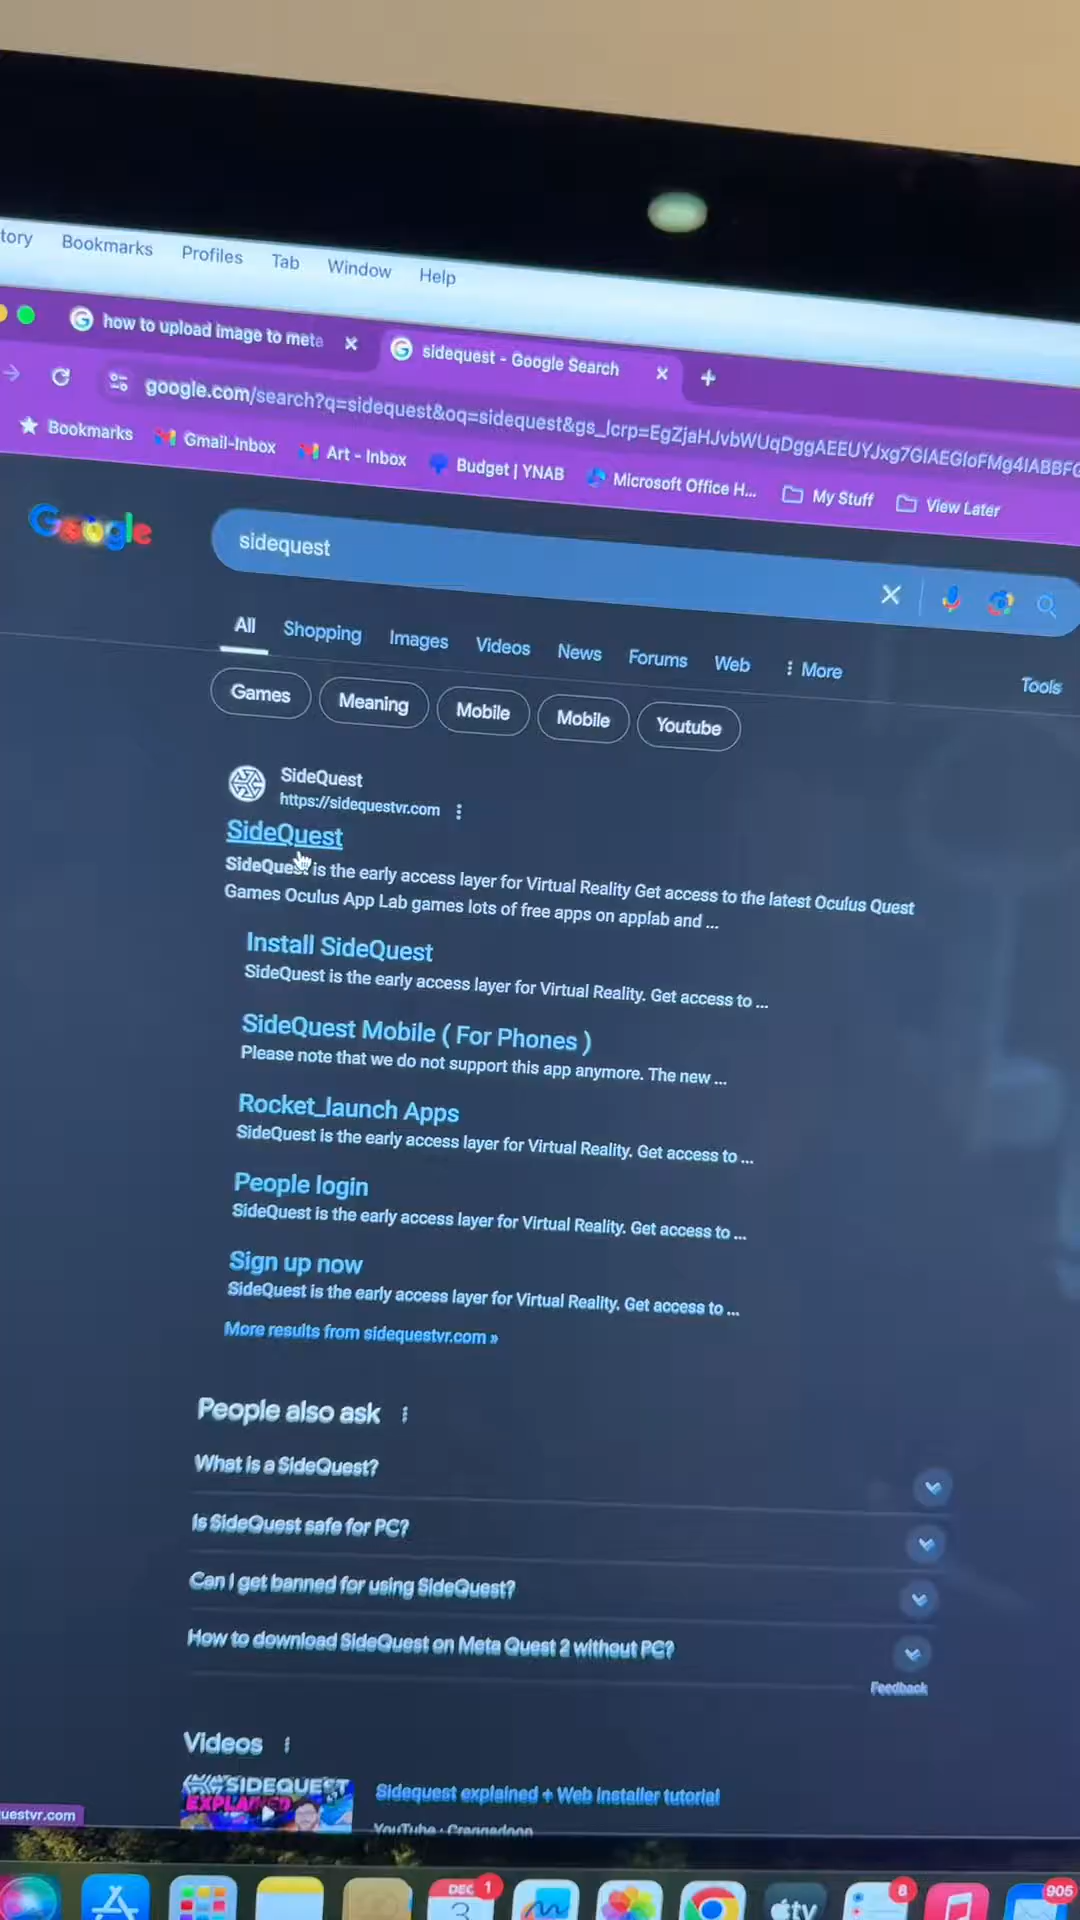 tory Bookmarks Profiles Tab Window Help
how to upload image to meta
sidequest - Google Search
google.com/search?q=sidequest&oq=sidequest&gs_lcrp=
Bookmarks Gmail-Inbox Art - Inbox Budget | YNAB Microsoft Office H... My Stuff View Later
Google
sidequest
All Shopping Images Videos News Forums Web More Tools
Games Meaning Mobile Mobile Youtube
SideQuest
https://sidequestvr.com
SideQuest
SideQuest is the early access layer for Virtual Reality Get access to the latest Oculus Quest
Games Oculus App Lab games lots of free apps on applab and ...
Install SideQuest
SideQuest is the early access layer for Virtual Reality. Get access to ...
SideQuest Mobile ( For Phones )
Please note that we do not support this app anymore. The new ...
Rocket_launch Apps
SideQuest is the early access layer for Virtual Reality. Get access to ...
People login
SideQuest is the early access layer for Virtual Reality. Get access to ...
Sign up now
SideQuest is the early access layer for Virtual Reality. Get access to ...
More results from sidequestvr.com »
People also ask
What is a SideQuest?
Is SideQuest safe for PC?
Can I get banned for using SideQuest?
How to download SideQuest on Meta Quest 2 without PC?
Feedback
Videos
SIDEQUEST
EXPLAINED
Sidequest explained + Web Installer tutorial
YouTube ·
uestvr.com
DEC 1
3
tv
8
905